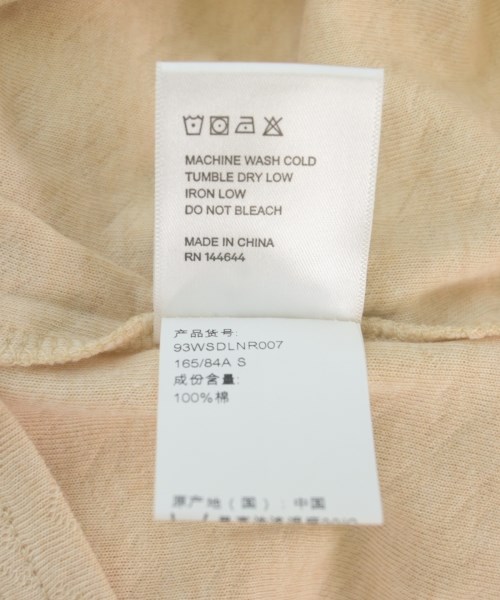 MACHINE WASH COLD
TUMBLE DRY LOW
IRON LOW
DO NOT BLEACH
MADE IN CHINA
RN 144644
产品货号:
93WSDLNR007
165/84A S
成份含量:
100%棉
原产地（国）: 中国